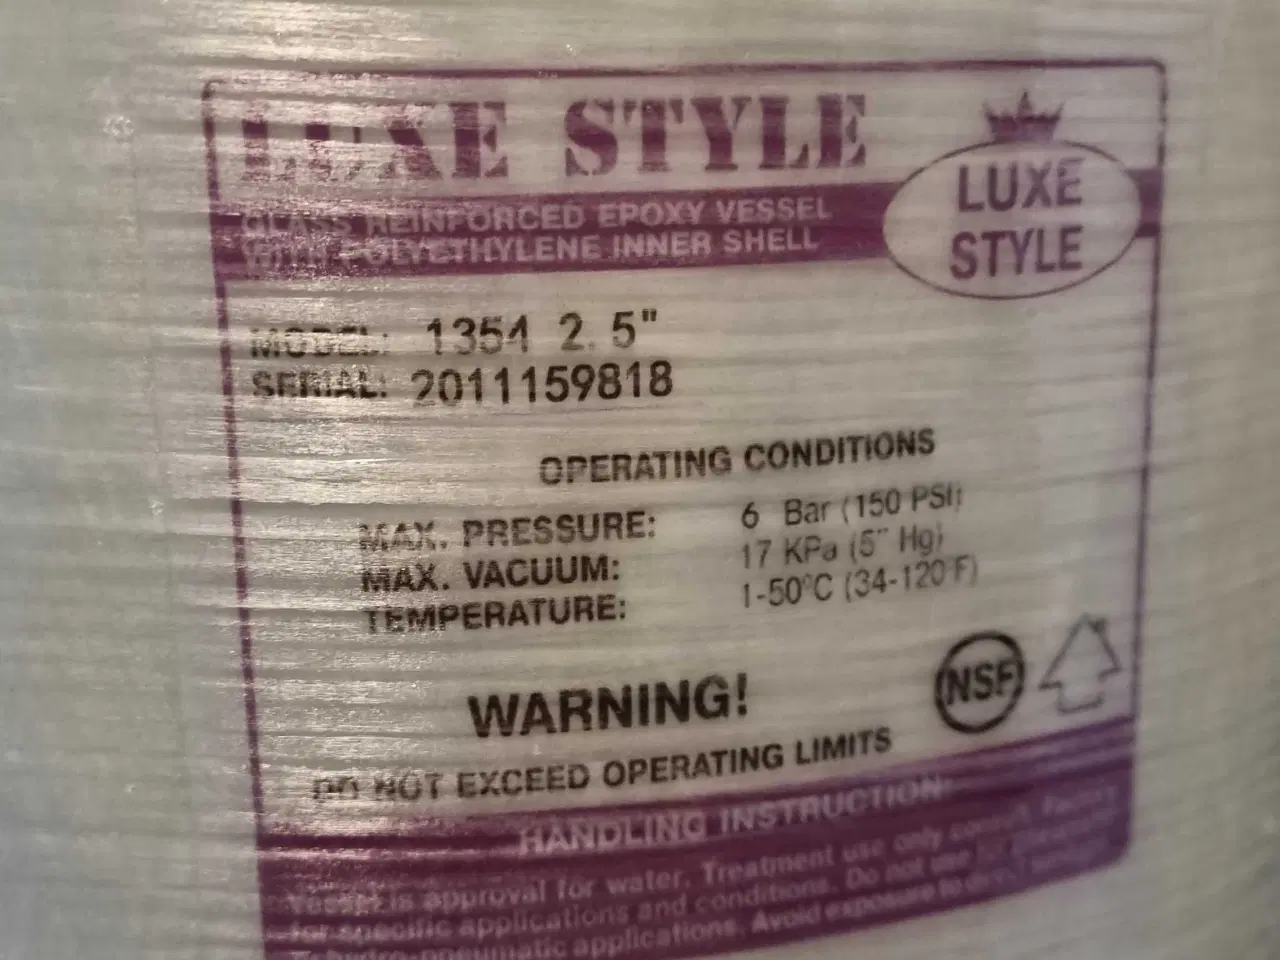 LUXE STYLE
LUXE
STYLE
GLASS REINFORCED EPOXY VESSEL
WITH POLYETHYLENE INNER SHELL
MODEL: 1354 2.5"
SERIAL: 2011159818
OPERATING CONDITIONS
MAX. PRESSURE: 6 Bar (150 PSI)
MAX. VACUUM: 17 KPa (5" Hg)
TEMPERATURE: 1-50°C (34-120°F)
WARNING!
NSF
DO NOT EXCEED OPERATING LIMITS
HANDLING INSTRUCTION
Vessel is approval for water. Treatment use only consult. Factory
for specific applications and conditions. Do not use for
hydro-pneumatic applications. Avoid exposure to